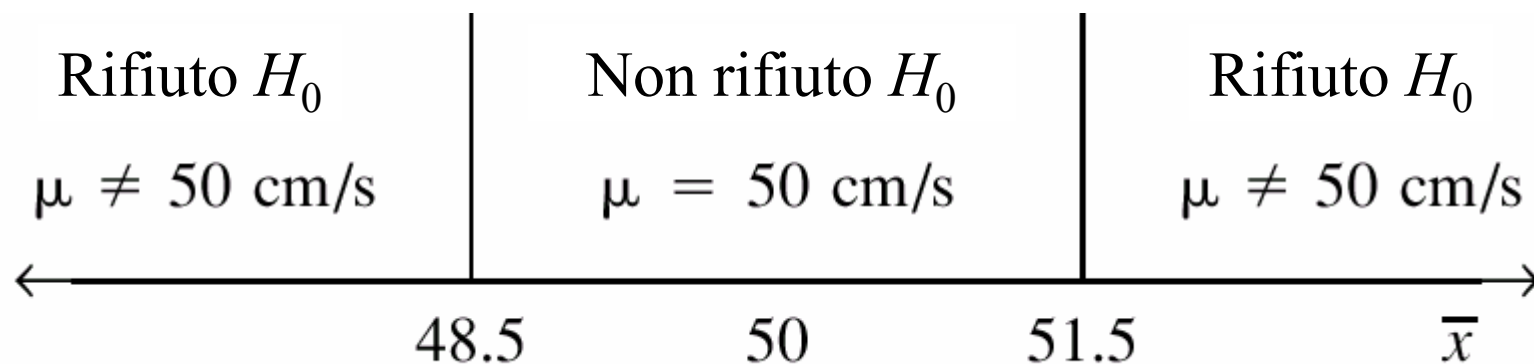 Rifiuto H₀ Non rifiuto H₀ Rifiuto H₀
μ ≠ 50 cm/s μ = 50 cm/s μ ≠ 50 cm/s
48.5 50 51.5 x̅